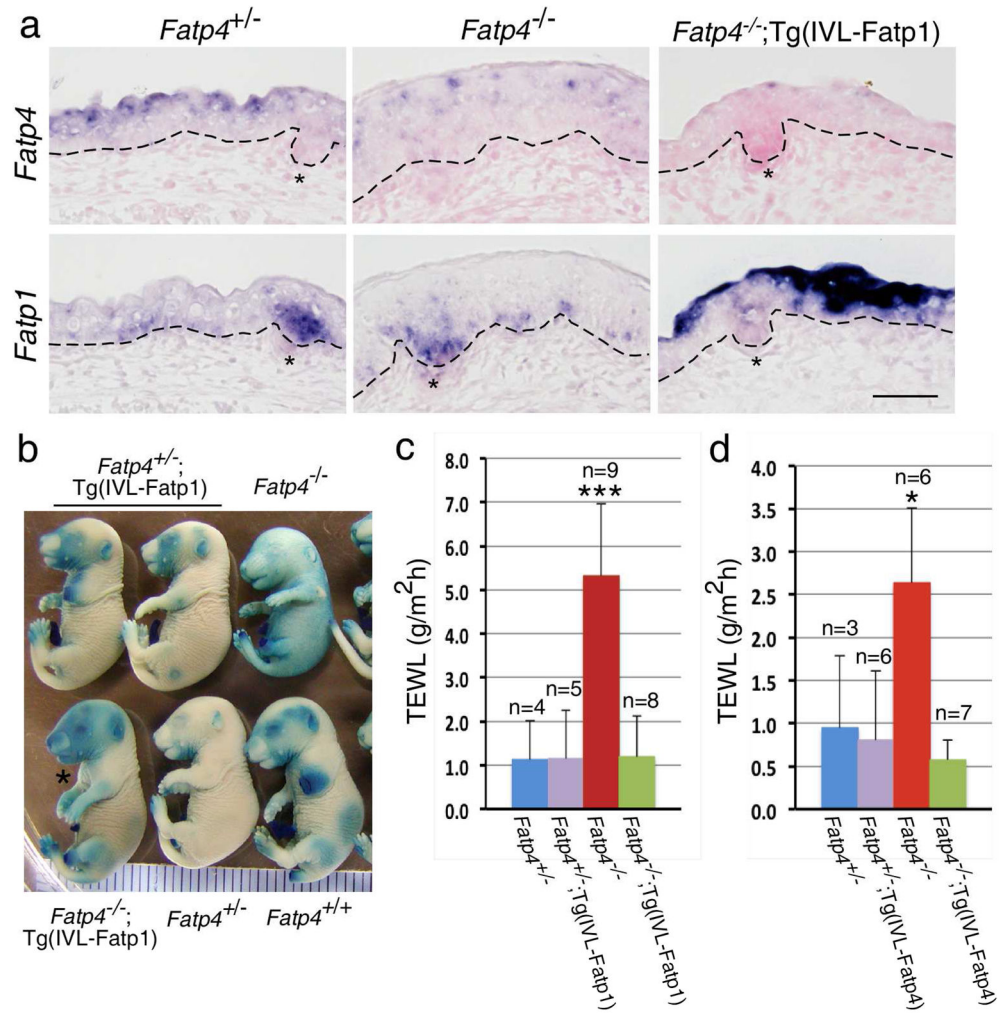 a
Fatp4+/-
Fatp4-/-
Fatp4-/-;Tg(IVL-Fatp1)
Fatp4
*
*
Fatp1
*
*
*
b
Fatp4+/-;
Tg(IVL-Fatp1)
Fatp4-/-
*
Fatp4-/-;
Tg(IVL-Fatp1)
Fatp4+/-
Fatp4+/+
c
TEWL (g/m2h)
8.0
7.0
6.0
5.0
4.0
3.0
2.0
1.0
0.0
n=4
n=5
n=9
***
n=8
Fatp4+/-
Fatp4+/-;Tg(IVL-Fatp1)
Fatp4-/-
Fatp4-/-;Tg(IVL-Fatp1)
d
TEWL (g/m2h)
4.0
3.5
3.0
2.5
2.0
1.5
1.0
0.5
0.0
n=3
n=6
n=6
*
n=7
Fatp4+/-
Fatp4+/-;Tg(IVL-Fatp4)
Fatp4-/-
Fatp4-/-;Tg(IVL-Fatp4)